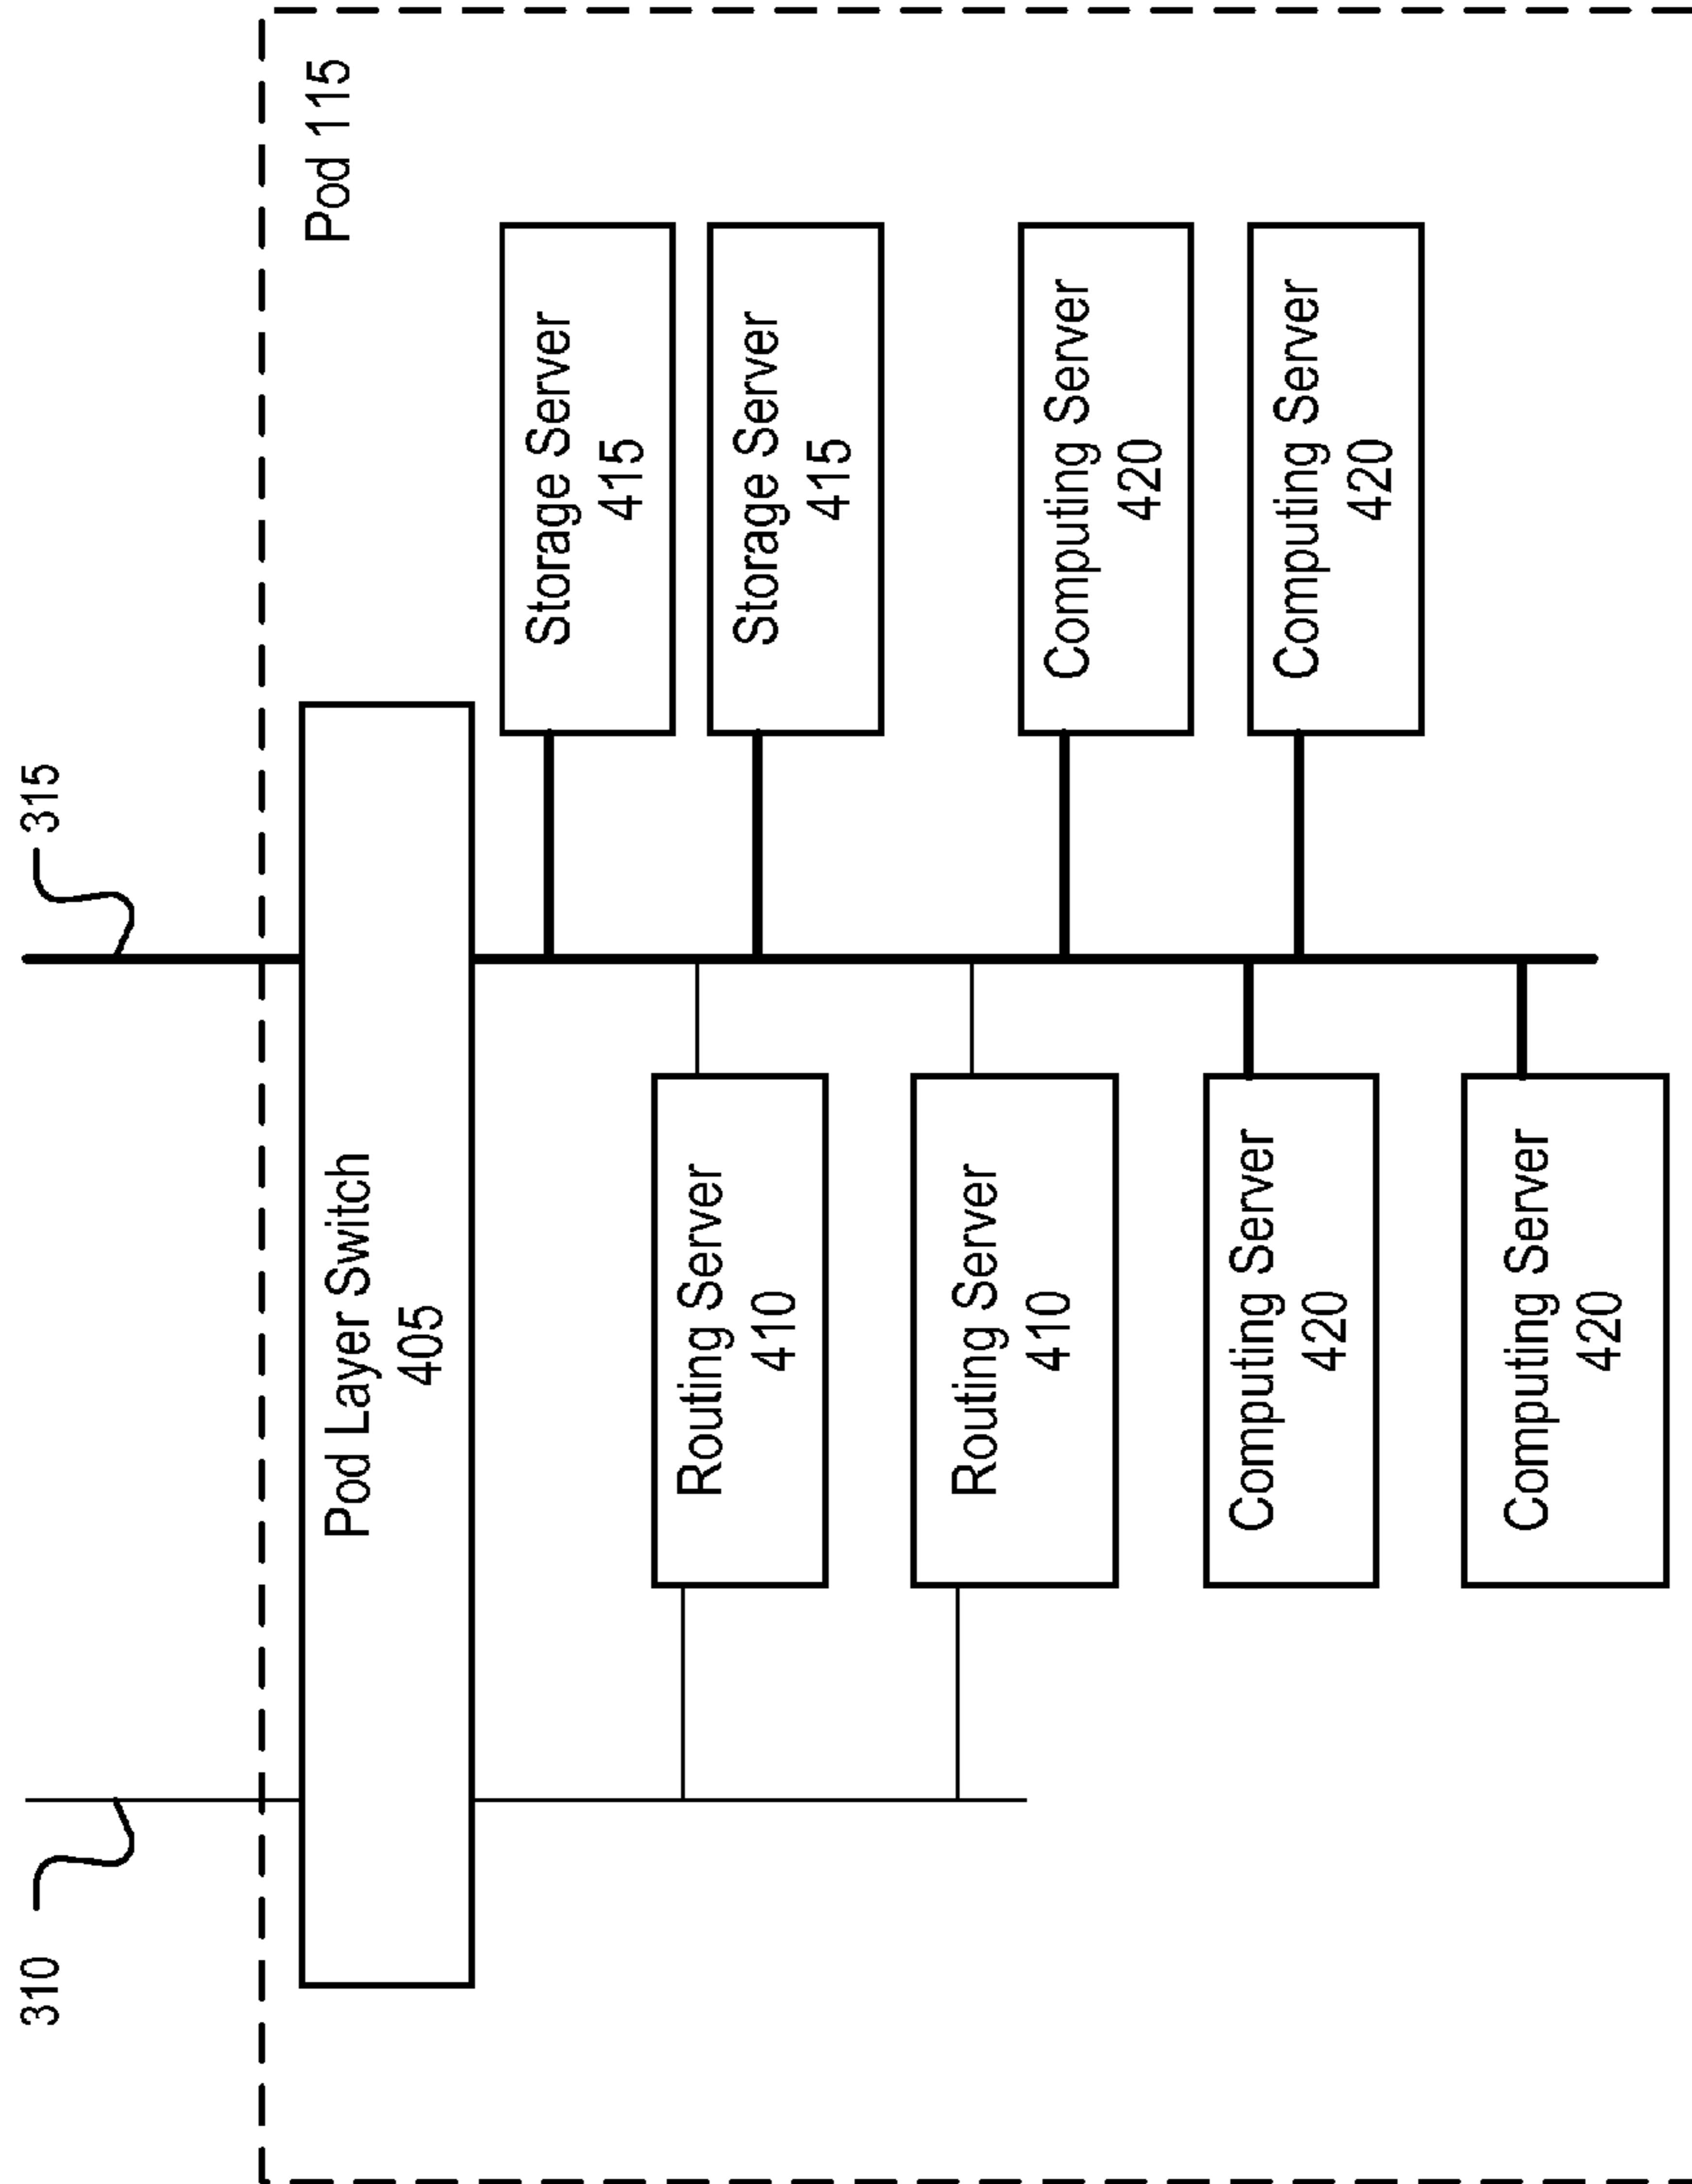 310
315
Pod 115
Pod Layer Switch
405
Storage Server
415
Routing Server
410
Storage Server
415
Routing Server
410
Computing Server
420
Computing Server
420
Computing Server
420
Computing Server
420